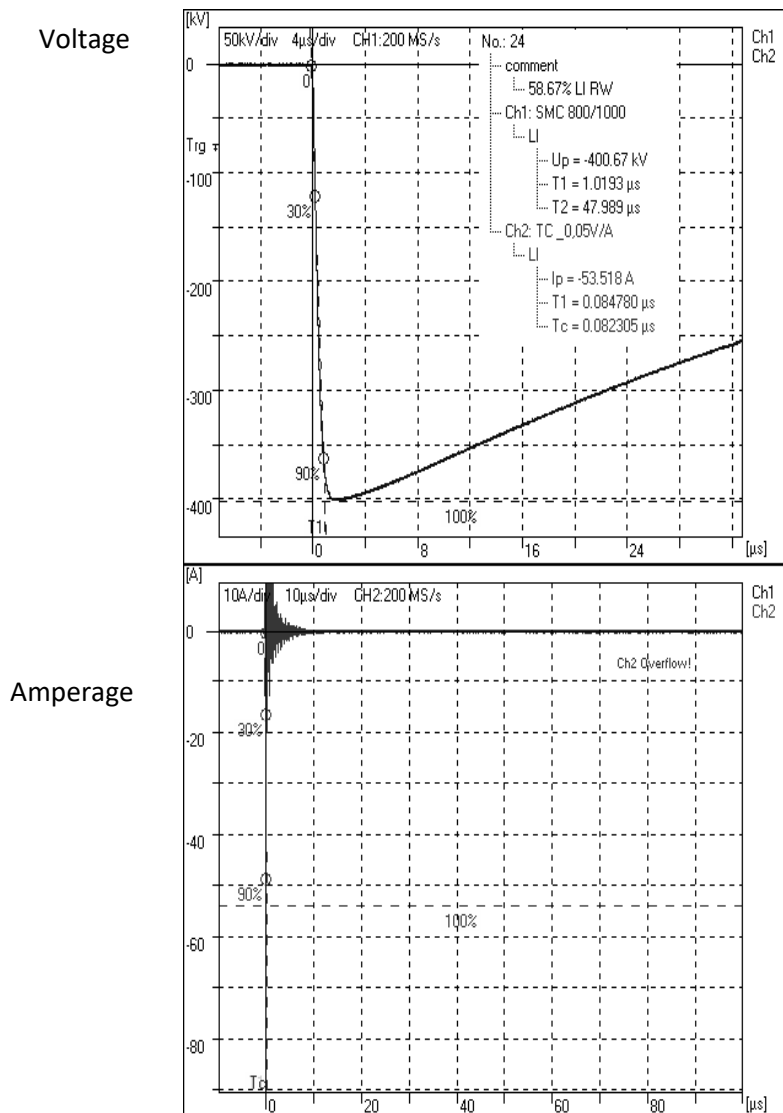 Voltage
[kV]
50kV/div 4µs/div CH1:200 MS/s
No.: 24
comment
58.67% LI RW
Ch1: SMC 800/1000
LI
Up = -400.67 kV
T1 = 1.0193 µs
T2 = 47.989 µs
Ch2: TC_0,05V/A
LI
Ip = -53.518 A
T1 = 0.084780 µs
Tc = 0.082305 µs
Ch1
Ch2
0
0
Trg
-100
30%
-200
-300
90%
-400
100%
T1
0 8 16 24 [µs]
Amperage
[A]
10A/div 10µs/div CH2:200 MS/s
Ch1
Ch2
0
0
Ch2 Overflow!
-20
30%
-40
90%
100%
-60
-80
Tc
0 20 40 60 80 [µs]